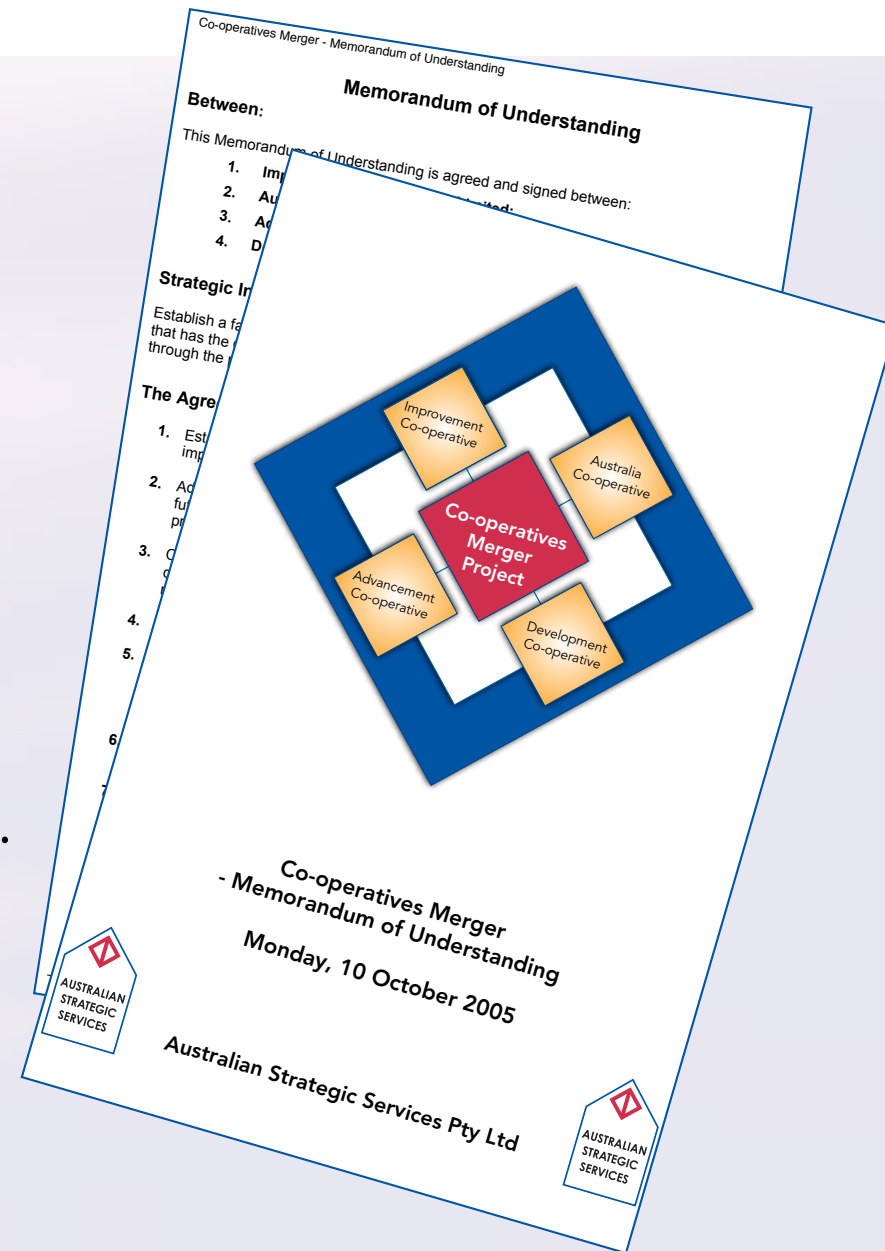 Co-operatives Merger - Memorandum of Understanding
Memorandum of Understanding
Between:
This Memorandum of Understanding is agreed and signed between:
1.
2.
3.
4.
Strategic
Establish a
that has the
through the
The
1.
2.
3.
4.
5.
6
Improvement
Co-operative
Australia
Co-operative
Co-operatives
Merger
Project
Advancement
Co-operative
Development
Co-operative
Co-operatives Merger
- Memorandum of Understanding
Monday, 10 October 2005
Australian Strategic Services Pty Ltd
AUSTRALIAN
STRATEGIC
SERVICES
AUSTRALIAN
STRATEGIC
SERVICES